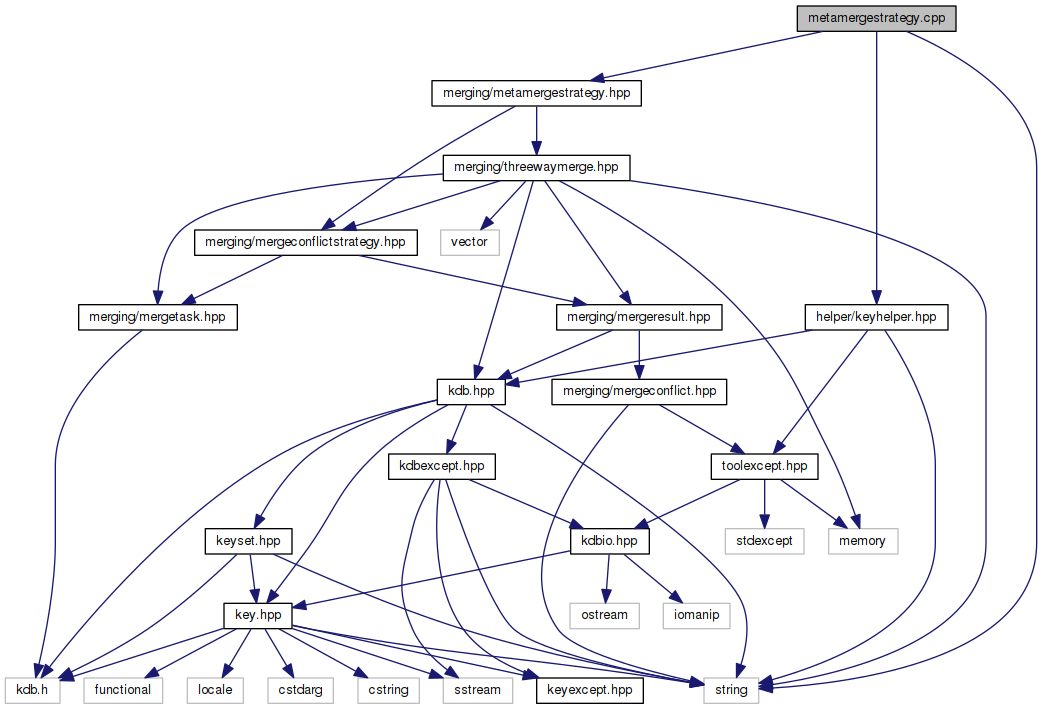 metamergestrategy.cpp
merging/metamergestrategy.hpp
merging/threewaymerge.hpp
merging/mergeconflictstrategy.hpp
vector
merging/mergetask.hpp
merging/mergeresult.hpp
helper/keyhelper.hpp
kdb.hpp
merging/mergeconflict.hpp
kdbexcept.hpp
toolexcept.hpp
keyset.hpp
kdbio.hpp
stdexcept
memory
key.hpp
ostream
iomanip
kdb.h
functional
locale
cstdarg
cstring
sstream
keyexcept.hpp
string